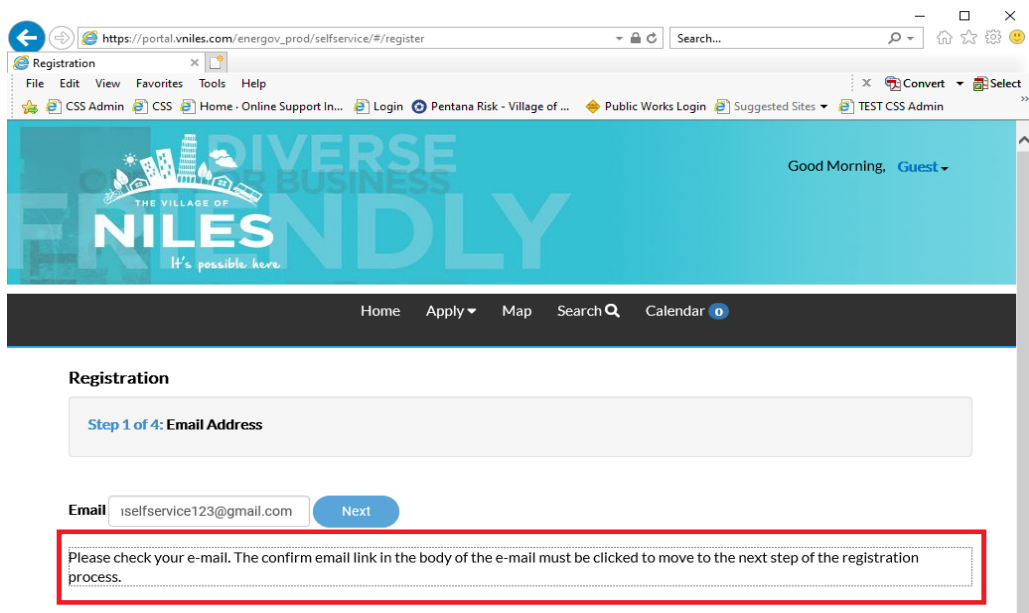 https://portal.vniles.com/energov_prod/selfservice/#/register
Search...
Registration
File Edit View Favorites Tools Help
Convert Select
CSS Admin CSS Home - Online Support In... Login Pentana Risk - Village of ... Public Works Login Suggested Sites TEST CSS Admin
DIVERSE
BUSINESS
FRIENDLY
THE VILLAGE OF
NILES
It's possible here
Good Morning, Guest
Home Apply Map Search Calendar 0
Registration
Step 1 of 4: Email Address
Email selfservice123@gmail.com Next
Please check your e-mail. The confirm email link in the body of the e-mail must be clicked to move to the next step of the registration
process.